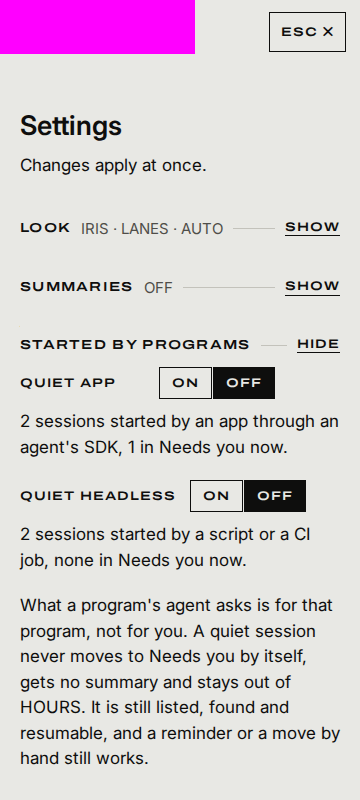 ESC ✕
Settings
Changes apply at once.
LOOK IRIS · LANES · AUTO SHOW
SUMMARIES OFF SHOW
STARTED BY PROGRAMS HIDE
QUIET APP ON OFF
2 sessions started by an app through an
agent's SDK, 1 in Needs you now.
QUIET HEADLESS ON OFF
2 sessions started by a script or a CI
job, none in Needs you now.
What a program's agent asks is for that
program, not for you. A quiet session
never moves to Needs you by itself,
gets no summary and stays out of
HOURS. It is still listed, found and
resumable, and a reminder or a move by
hand still works.